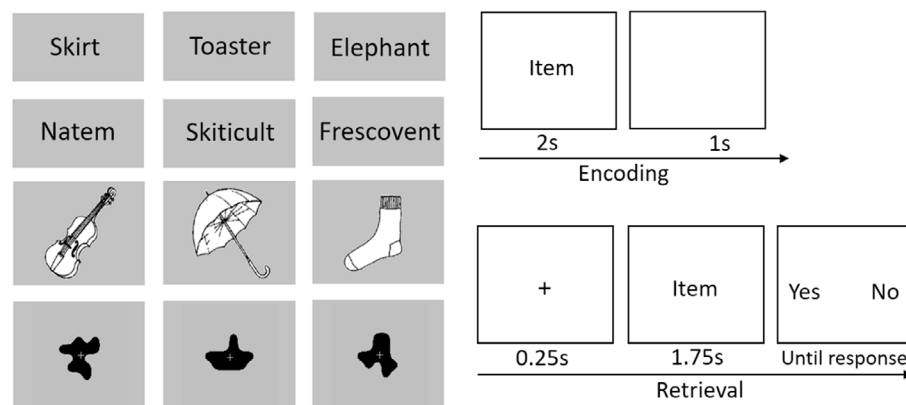 Skirt
Toaster
Elephant
Natem
Skiticult
Frescovent
Item
2s
1s
Encoding
+
Item
Yes
No
0.25s
1.75s
Until response
Retrieval